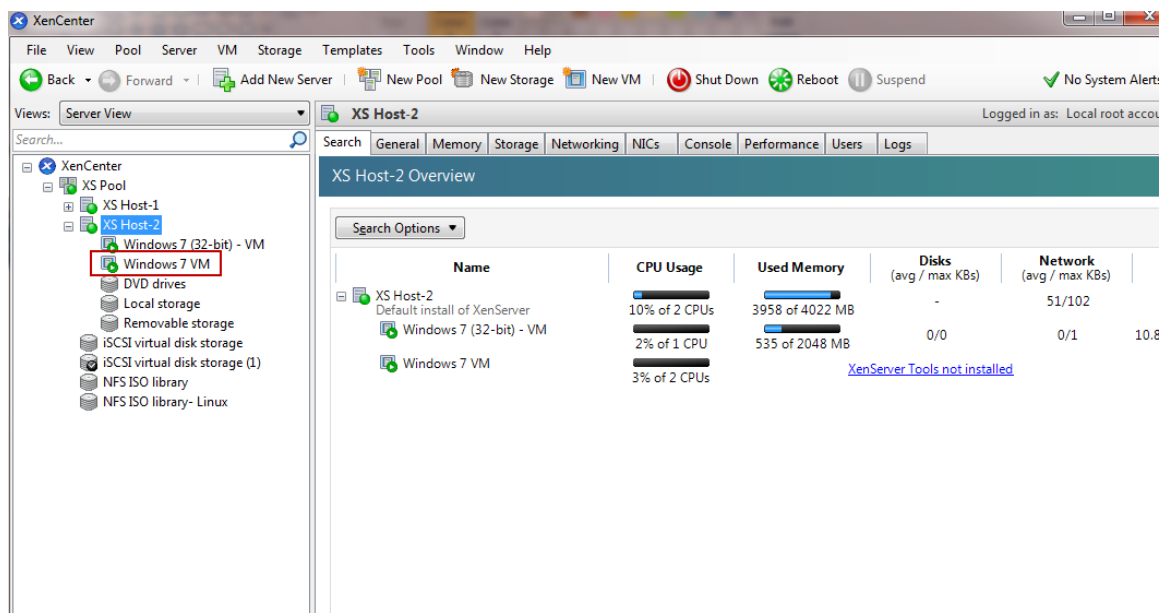 XenCenter
File View Pool Server VM Storage Templates Tools Window Help
Back Forward Add New Server New Pool New Storage New VM Shut Down Reboot Suspend No System Alerts
Views: Server View
XS Host-2 Logged in as: Local root accou
Search...
Search General Memory Storage Networking NICs Console Performance Users Logs
XenCenter
XS Pool
XS Host-1
XS Host-2
Windows 7 (32-bit) - VM
Windows 7 VM
DVD drives
Local storage
Removable storage
iSCSI virtual disk storage
iSCSI virtual disk storage (1)
NFS ISO library
NFS ISO library- Linux
XS Host-2 Overview
Search Options
Name CPU Usage Used Memory Disks Network
(avg / max KBs) (avg / max KBs)
XS Host-2 - 51/102
Default install of XenServer 10% of 2 CPUs 3958 of 4022 MB
Windows 7 (32-bit) - VM 0/0 0/1 10.8
2% of 1 CPU 535 of 2048 MB
Windows 7 VM XenServer Tools not installed
3% of 2 CPUs